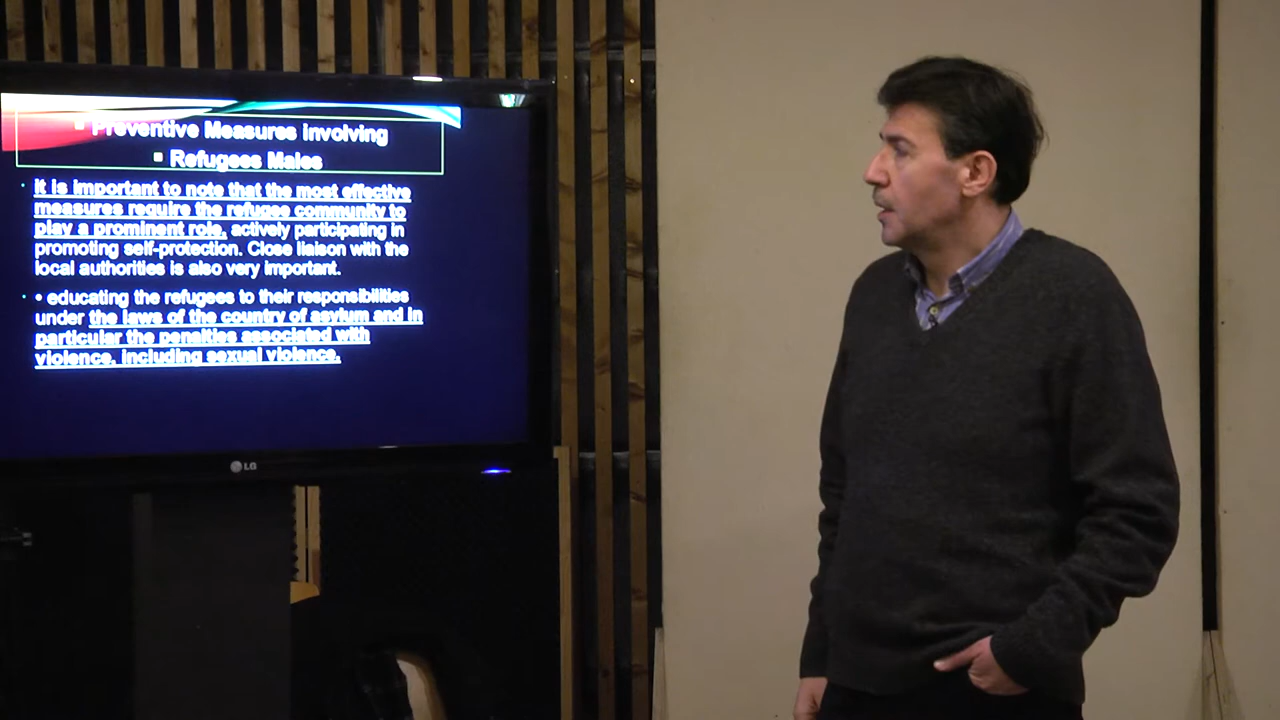 Preventive Measures involving
Refugees Males
it is important to note that the most effective
measures require the refugee community to
play a prominent role, actively participating in
promoting self-protection. Close liaison with the
local authorities is also very important.
• educating the refugees to their responsibilities
under the laws of the country of asylum and in
particular the penalties associated with
violence, including sexual violence.
LG